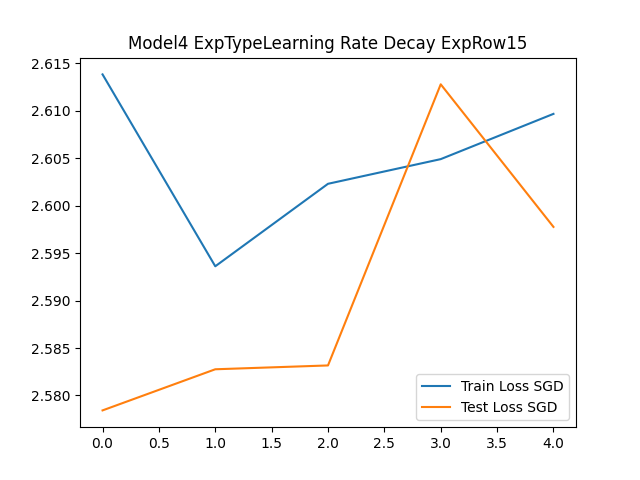 Model4 ExpTypeLearning Rate Decay ExpRow15
2.615
2.610
2.605
2.600
2.595
2.590
2.585
2.580
0.0 0.5 1.0 1.5 2.0 2.5 3.0 3.5 4.0
Train Loss SGD
Test Loss SGD